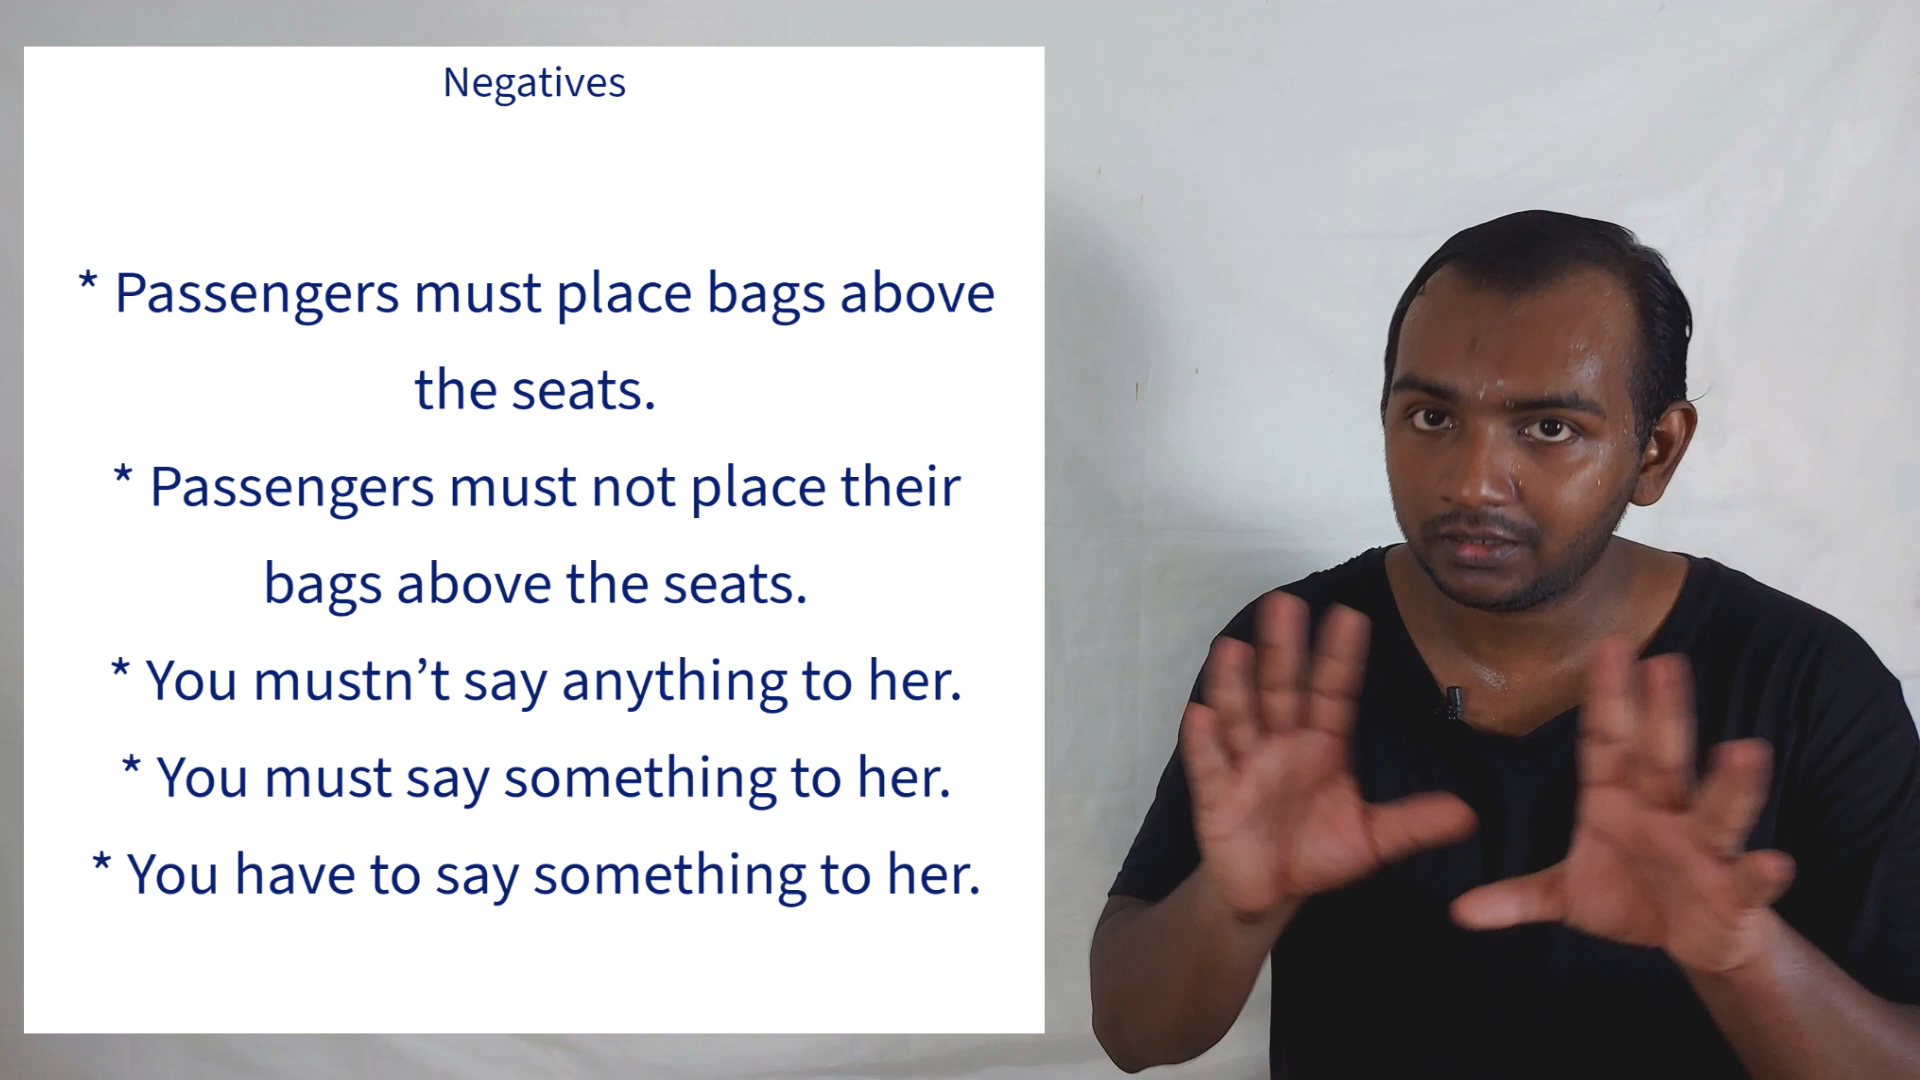 Negatives
* Passengers must place bags above
the seats.
* Passengers must not place their
bags above the seats.
* You mustn’t say anything to her.
* You must say something to her.
* You have to say something to her.